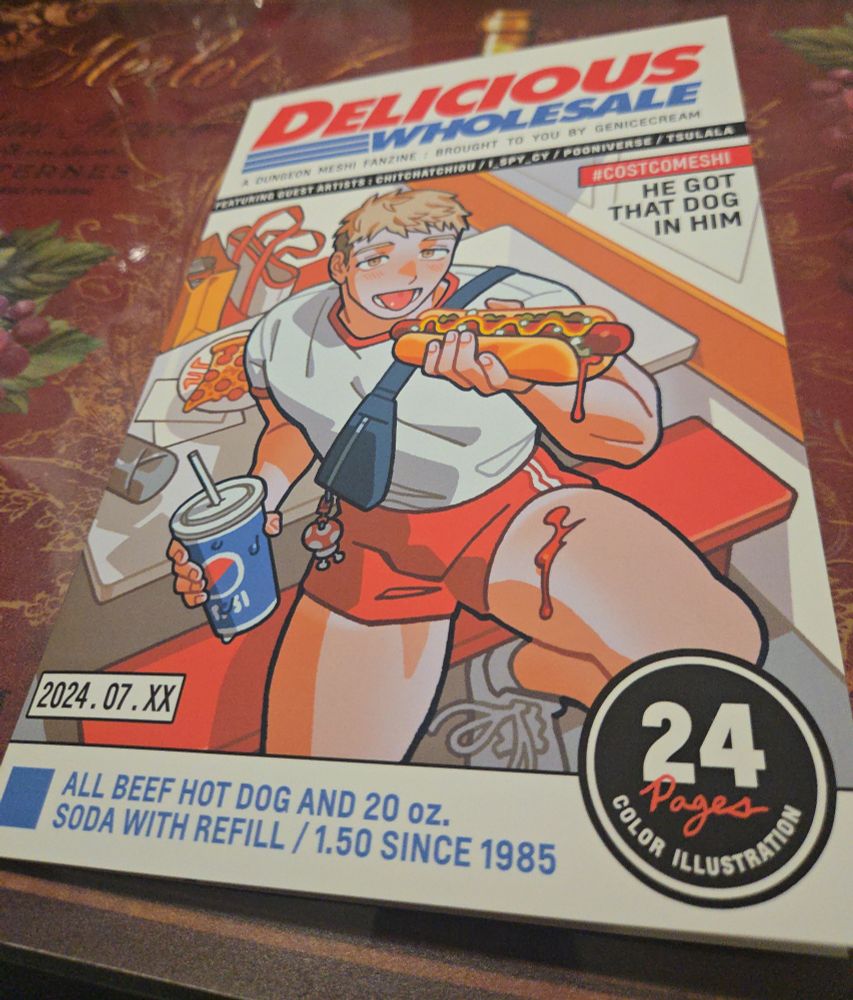 Merlot
TERNES
DELICIOUS
WHOLESALE
A DUNGEON MESHI FANZINE : BROUGHT TO YOU BY GENICECREAM
FEATURING GUEST ARTISTS : CHITCHATCHIOU / I_SPY_CY / POONIVERSE / TSULALA
#COSTCOMESHI
HE GOT
THAT DOG
IN HIM
2024.07.XX
24
Pages
COLOR ILLUSTRATION
ALL BEEF HOT DOG AND 20 oz.
SODA WITH REFILL / 1.50 SINCE 1985